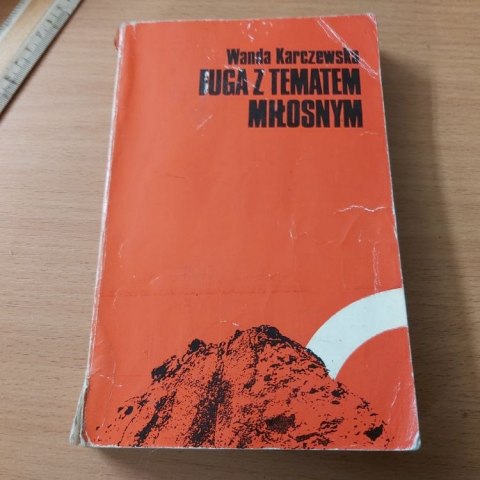 Wanda Karczewska
FUGA Z TEMATEM
MIŁOSNYM